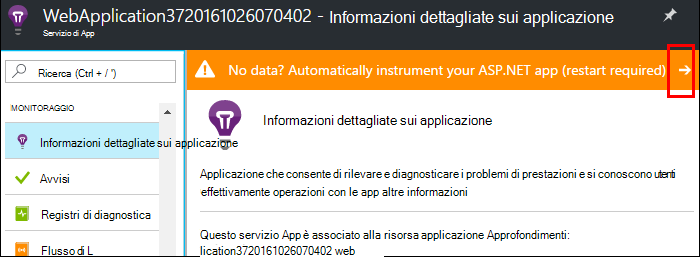 WebApplication3720161026070402 - Informazioni dettagliate sui applicazione
Servizio di App
Ricerca (Ctrl + /')
No data? Automatically instrument your ASP.NET app (restart required)
MONITORAGGIO
Informazioni dettagliate sui applicazione
Avvisi
Registri di diagnostica
Flusso di L
Informazioni dettagliate sui applicazione
Applicazione che consente di rilevare e diagnosticare i problemi di prestazioni e si conoscono utenti
effettivamente operazioni con le app altre informazioni
Questo servizio App è associato alla risorsa applicazione Approfondimenti:
lication3720161026070402 web